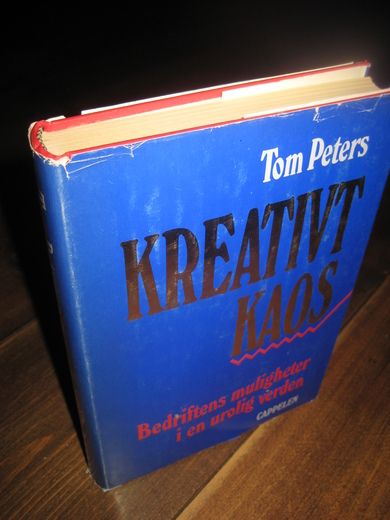 Tom Peters
KREATIVT
KAOS
Bedriftens muligheter
i en urolig verden
CAPPELEN